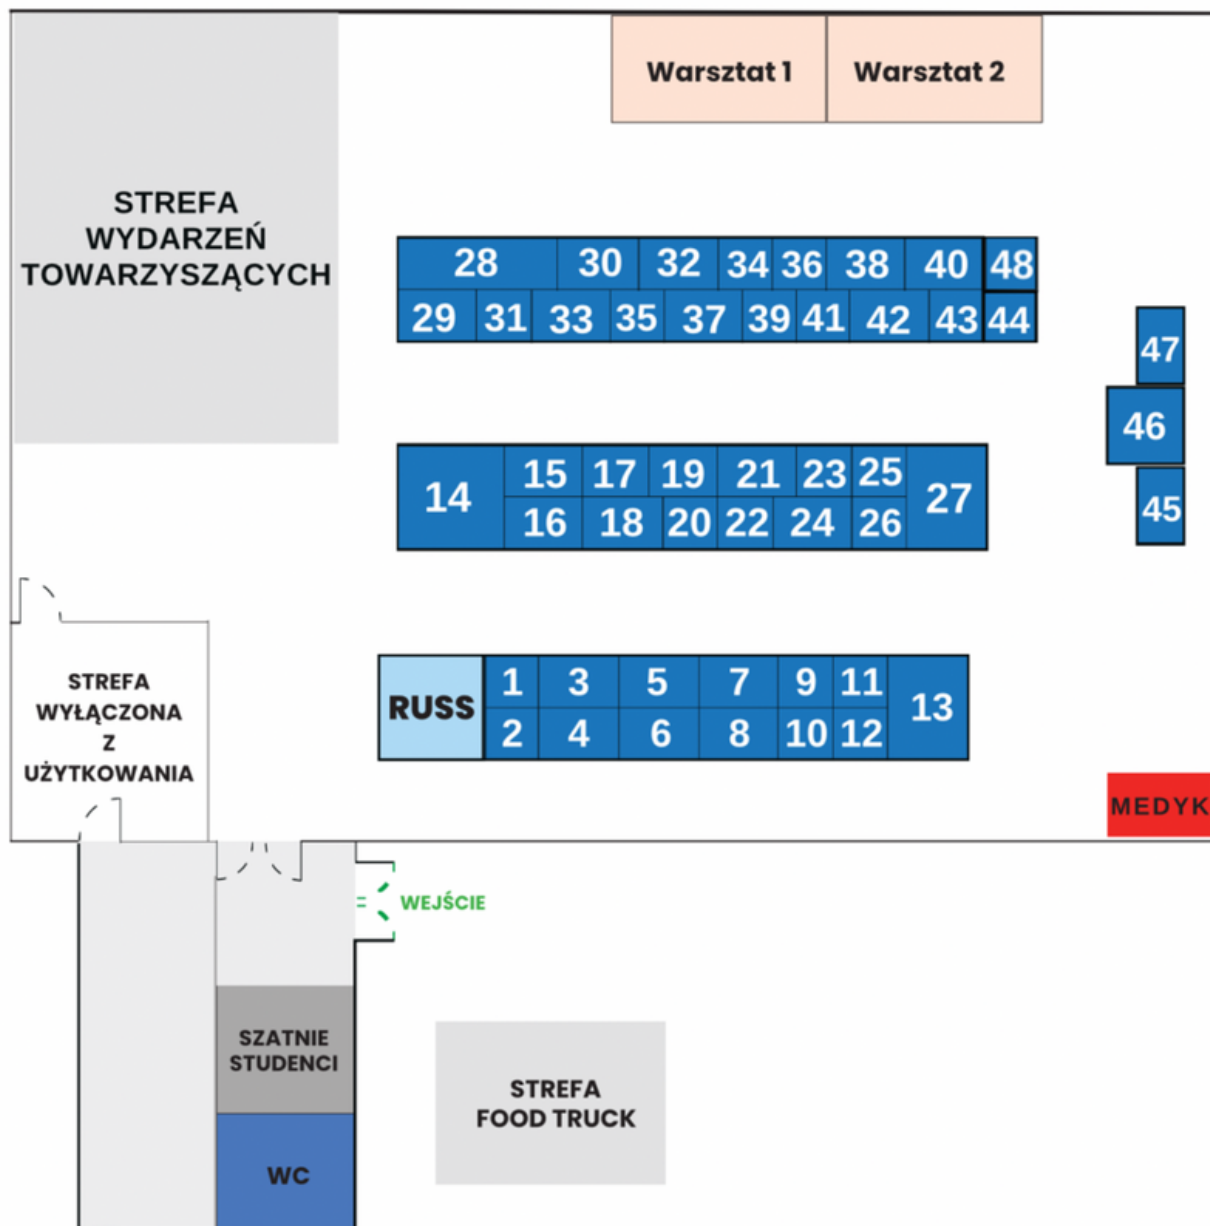 Warsztat 1 Warsztat 2
STREFA
WYDARZEŃ
TOWARZYSZĄCYCH
28 30 32 34 36 38 40 48
29 31 33 35 37 39 41 42 43 44
47
46
45
14 15 17 19 21 23 25 27
16 18 20 22 24 26
STREFA
WYŁĄCZONA
Z
UŻYTKOWANIA
RUSS 1 3 5 7 9 11 13
2 4 6 8 10 12
MEDYK
WEJŚCIE
SZATNIE
STUDENCI
WC
STREFA
FOOD TRUCK